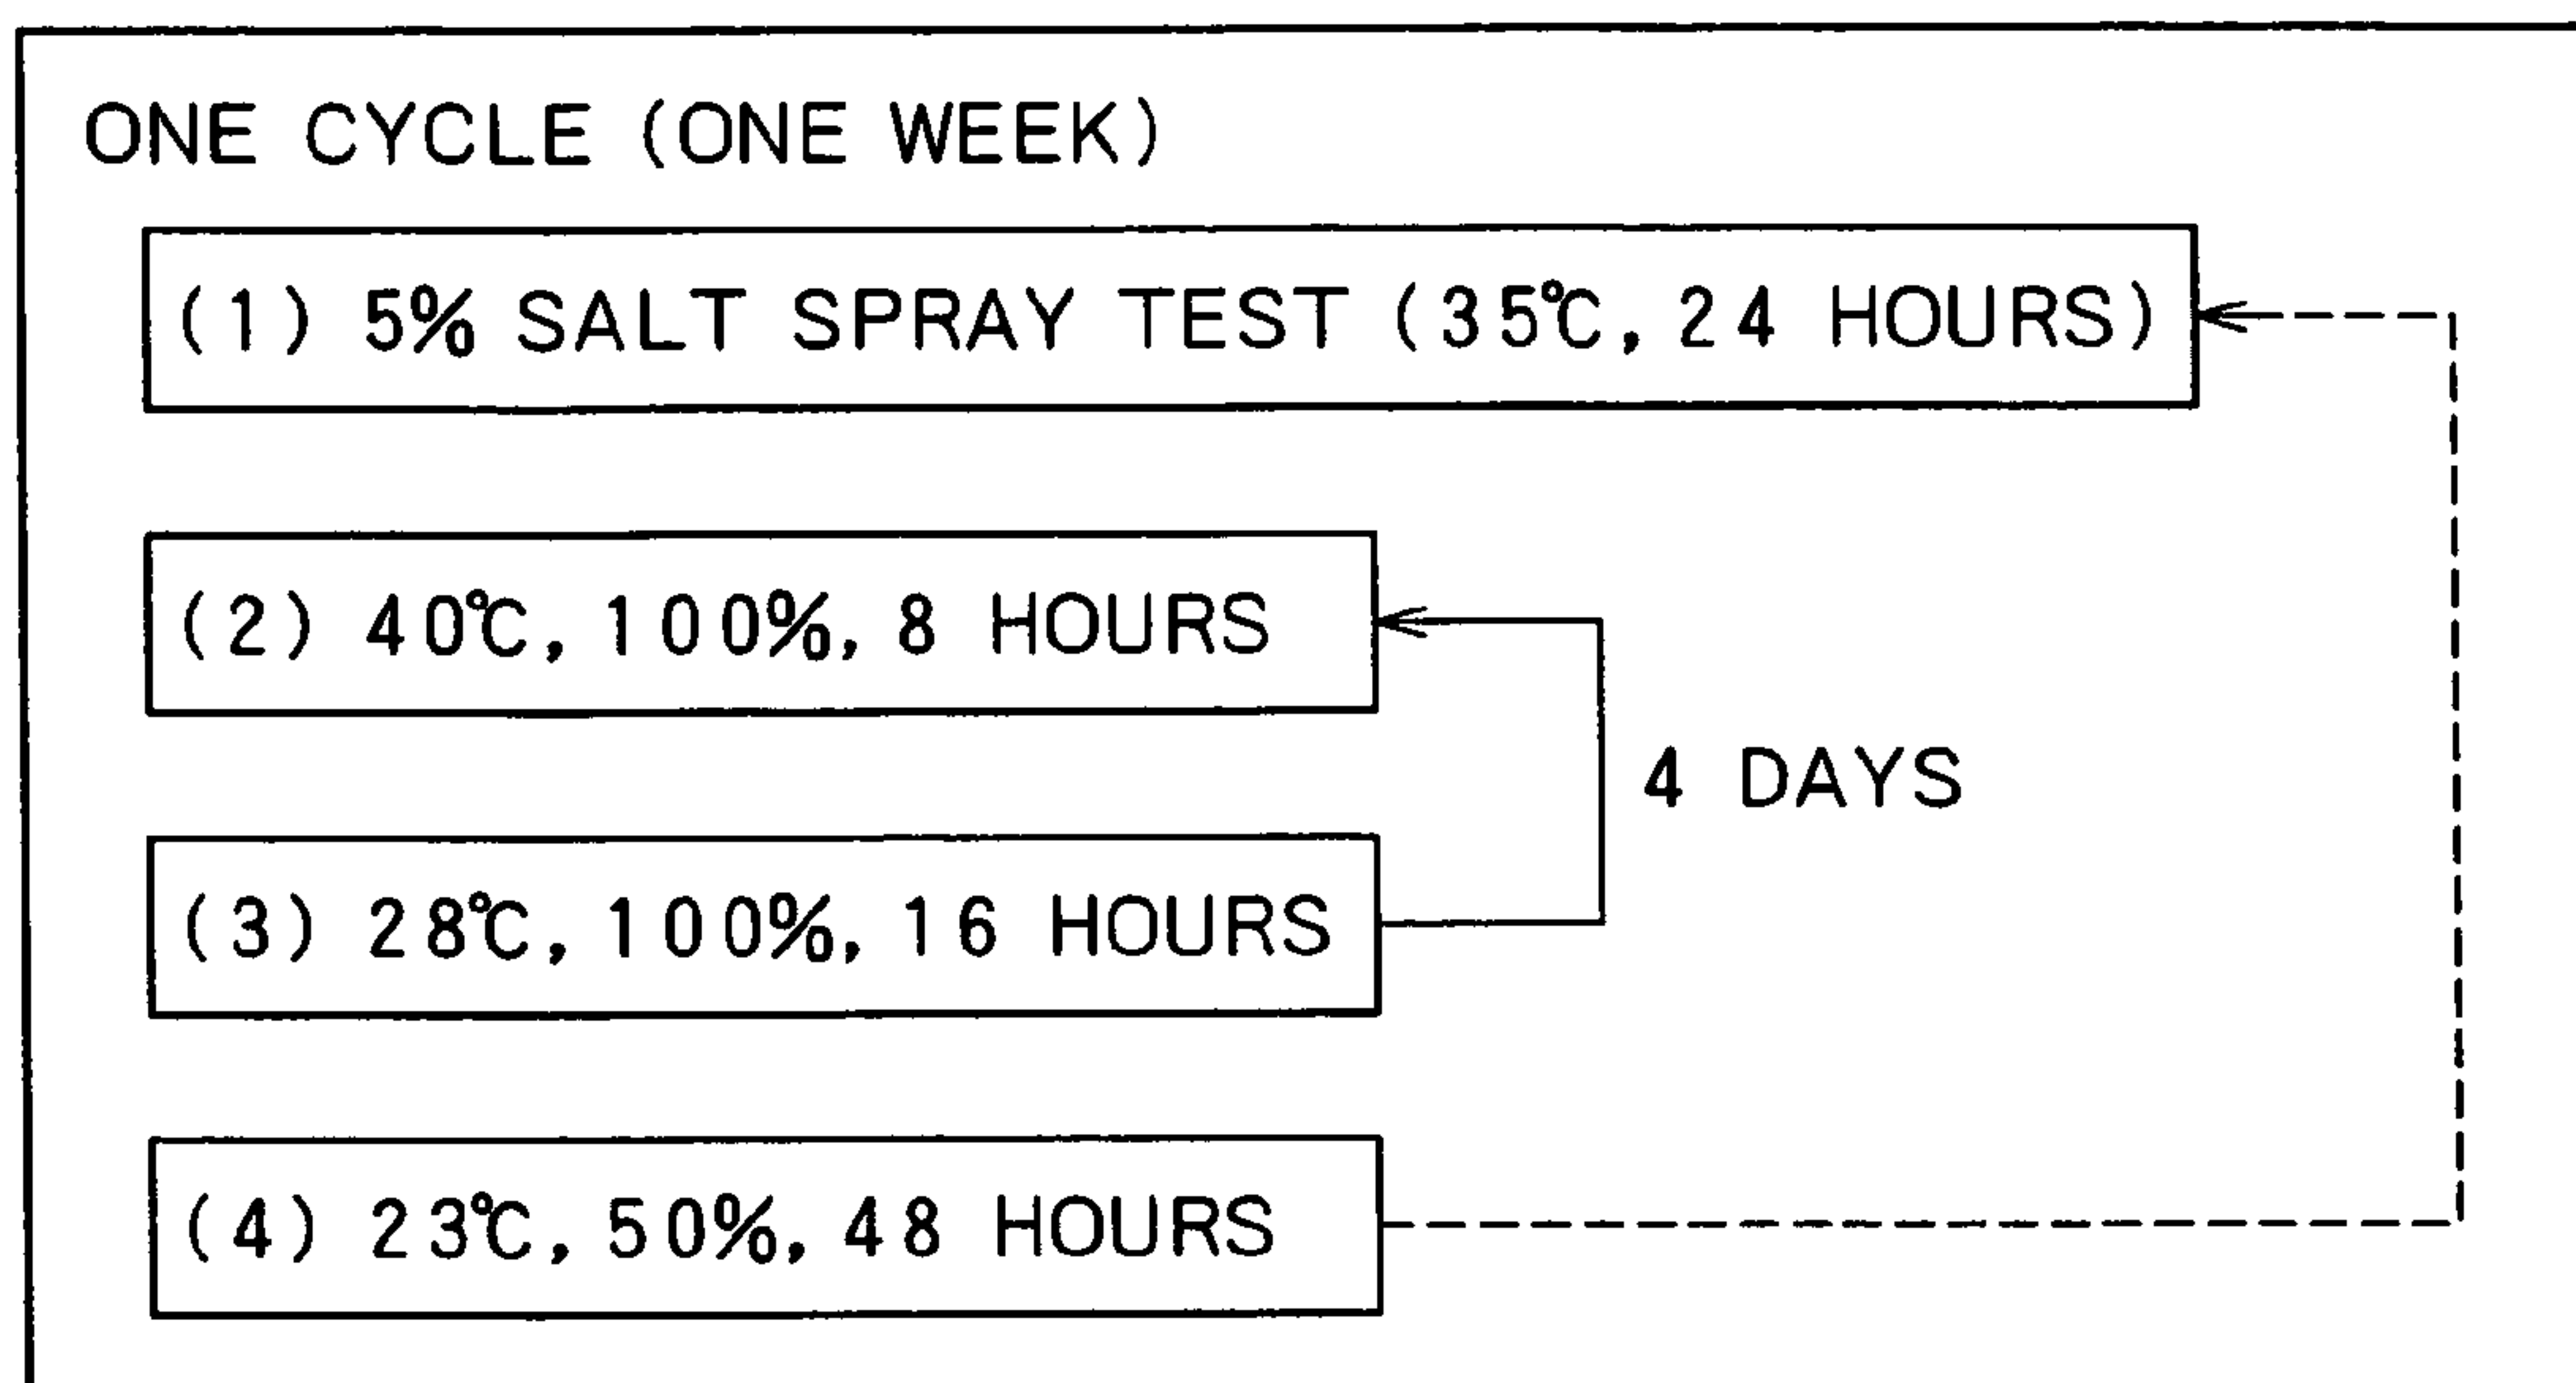 ONE CYCLE (ONE WEEK)
(1) 5% SALT SPRAY TEST (35℃, 24 HOURS)
(2) 40℃, 100%, 8 HOURS
4 DAYS
(3) 28℃, 100%, 16 HOURS
(4) 23℃, 50%, 48 HOURS